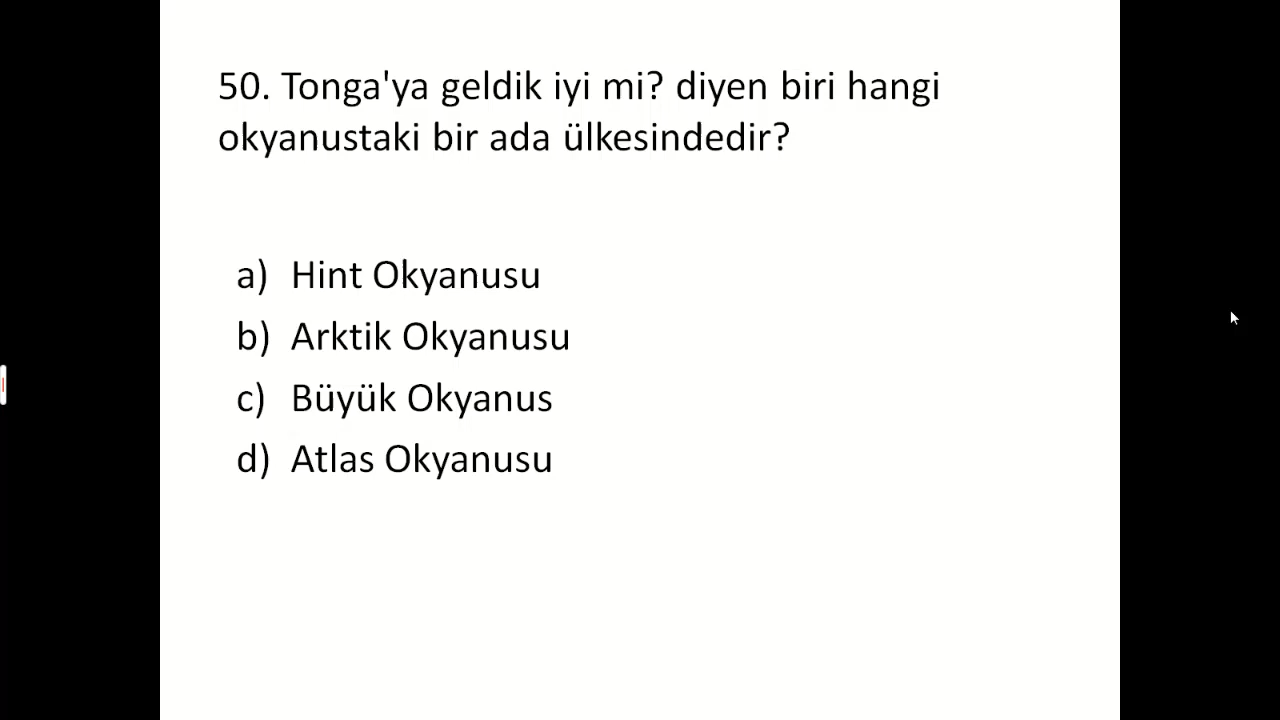 50. Tonga'ya geldik iyi mi? diyen biri hangi
okyanustaki bir ada ülkesindedir?
a) Hint Okyanusu
b) Arktik Okyanusu
c) Büyük Okyanus
d) Atlas Okyanusu